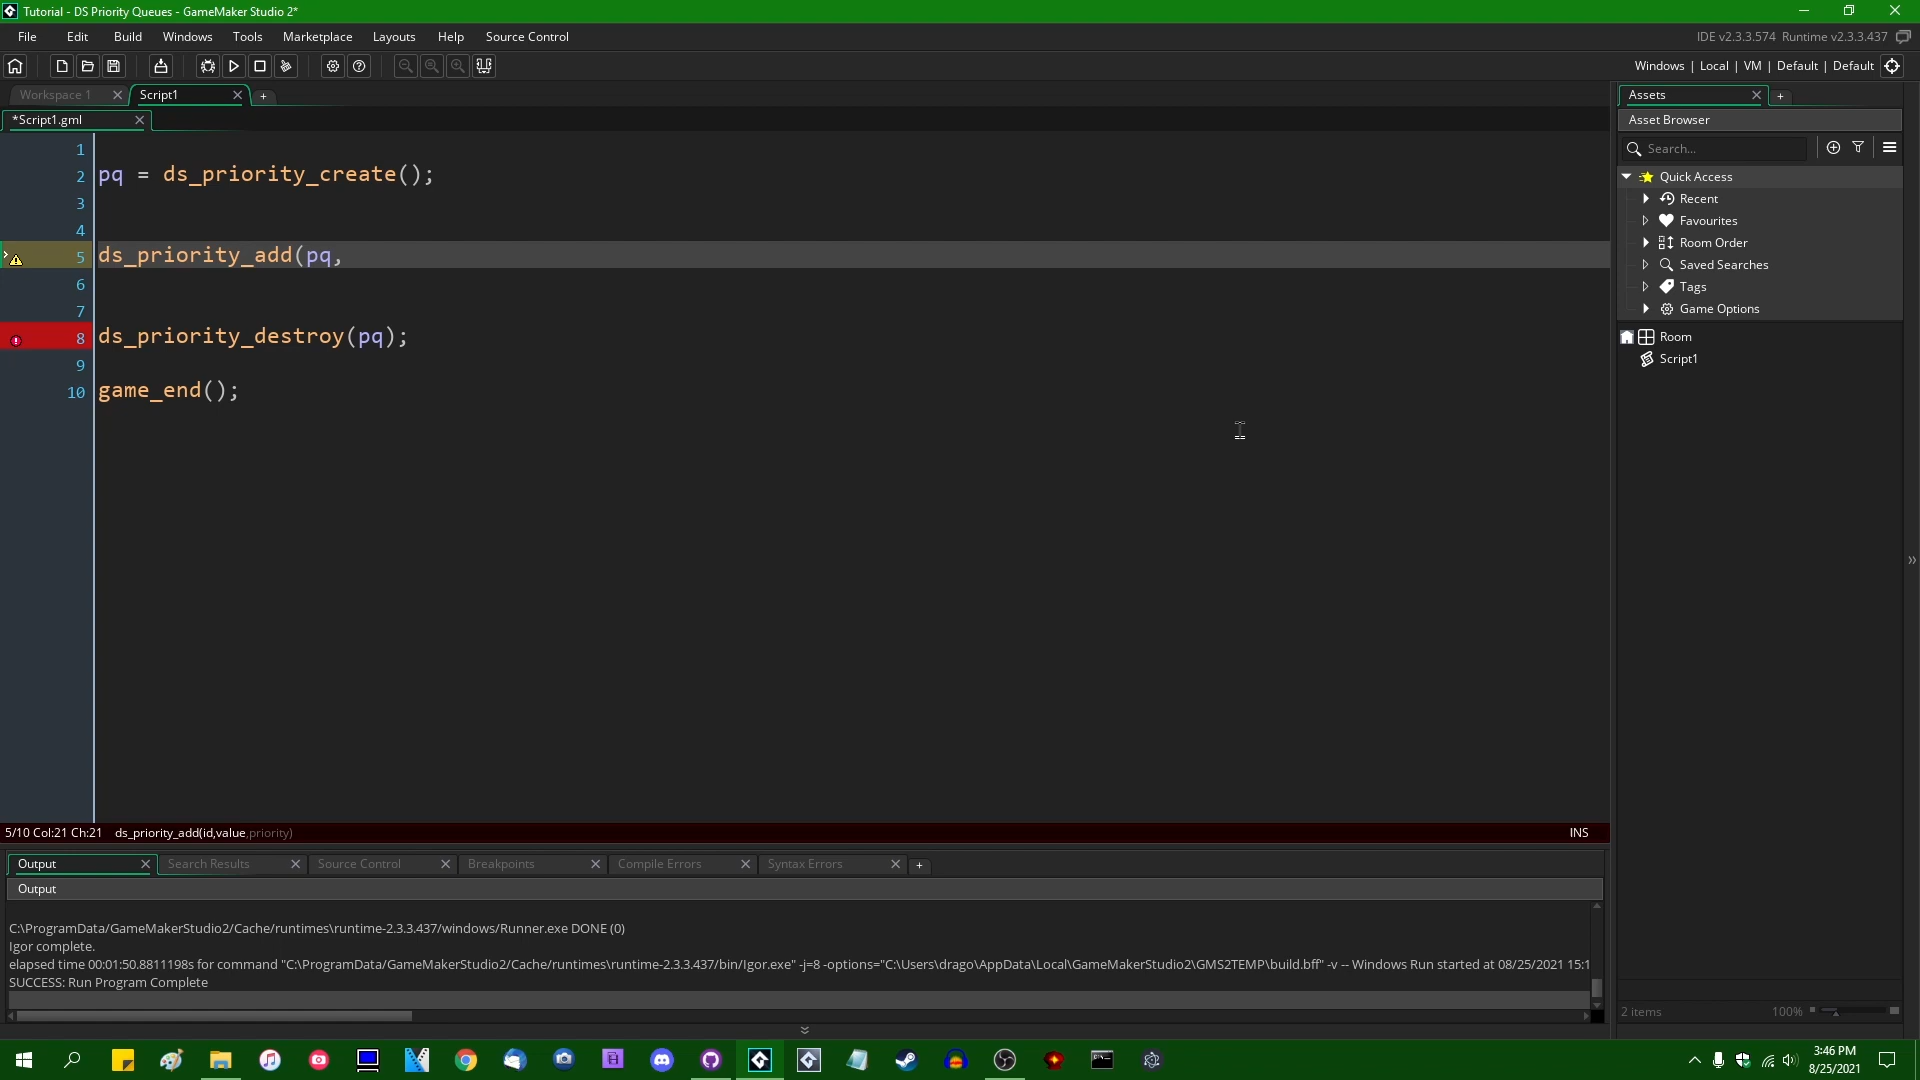 Tutorial - DS Priority Queues - GameMaker Studio 2*
File Edit Build Windows Tools Marketplace Layouts Help Source Control
IDE v2.3.3.574 Runtime v2.3.3.437
Windows | Local | VM | Default | Default
Workspace 1
Script1
Assets
*Script1.gml
Asset Browser
Search...
1
2 pq = ds_priority_create();
3
4
5 ds_priority_add(pq,
6
7
8 ds_priority_destroy(pq);
9
10 game_end();
Quick Access
Recent
Favourites
Room Order
Saved Searches
Tags
Game Options
Room
Script1
5/10 Col:21 Ch:21 ds_priority_add(id,value,priority)
INS
Output Search Results Source Control Breakpoints Compile Errors Syntax Errors
Output
C:\ProgramData/GameMakerStudio2/Cache/runtimes\runtime-2.3.3.437/windows/Runner.exe DONE (0)
Igor complete.
elapsed time 00:01:50.8811198s for command "C:\ProgramData/GameMakerStudio2/Cache/runtimes\runtime-2.3.3.437/bin/Igor.exe" -j=8 -options="C:\Users\drago\AppData\Local\GameMakerStudio2\GMS2TEMP\build.bff" -v -- Windows Run started at 08/25/2021 15:1
SUCCESS: Run Program Complete
2 items
100%
3:46 PM
8/25/2021